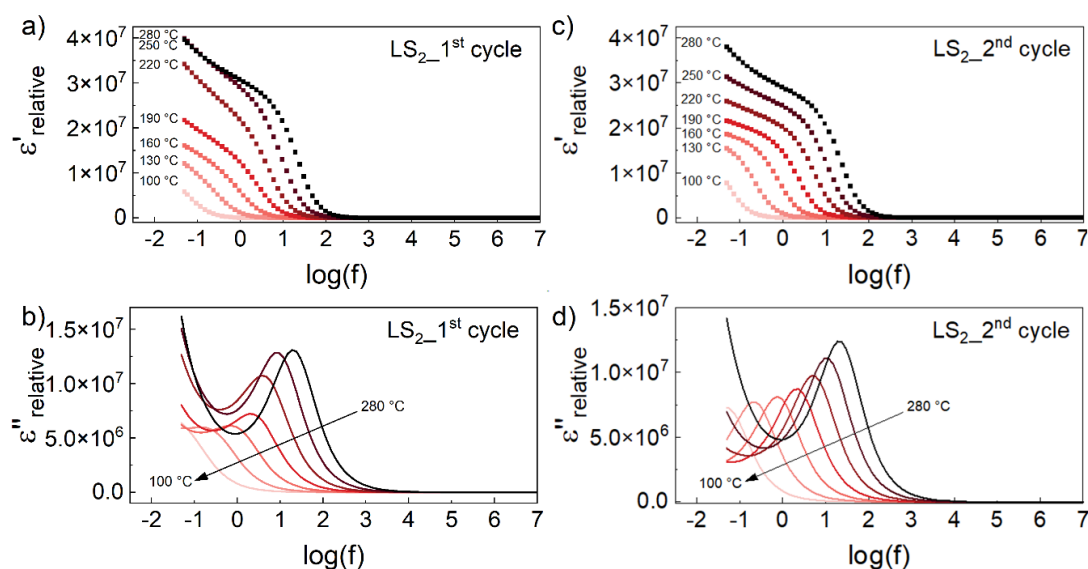 a)
LS₂_1ˢᵗ cycle
4×10⁷
3×10⁷
2×10⁷
1×10⁷
0
ε'relative
280 °C
250 °C
220 °C
190 °C
160 °C
130 °C
100 °C
-2 -1 0 1 2 3 4 5 6 7
log(f)
c)
LS₂_2ⁿᵈ cycle
4×10⁷
3×10⁷
2×10⁷
1×10⁷
0
ε'relative
280 °C
250 °C
220 °C
190 °C
160 °C
130 °C
100 °C
-2 -1 0 1 2 3 4 5 6 7
log(f)
b)
LS₂_1ˢᵗ cycle
1.5×10⁷
1.0×10⁷
5.0×10⁶
0.0
ε''relative
280 °C
100 °C
-2 -1 0 1 2 3 4 5 6 7
log(f)
d)
LS₂_2ⁿᵈ cycle
1.5×10⁷
1.0×10⁷
5.0×10⁶
0.0
ε''relative
280 °C
100 °C
-2 -1 0 1 2 3 4 5 6 7
log(f)